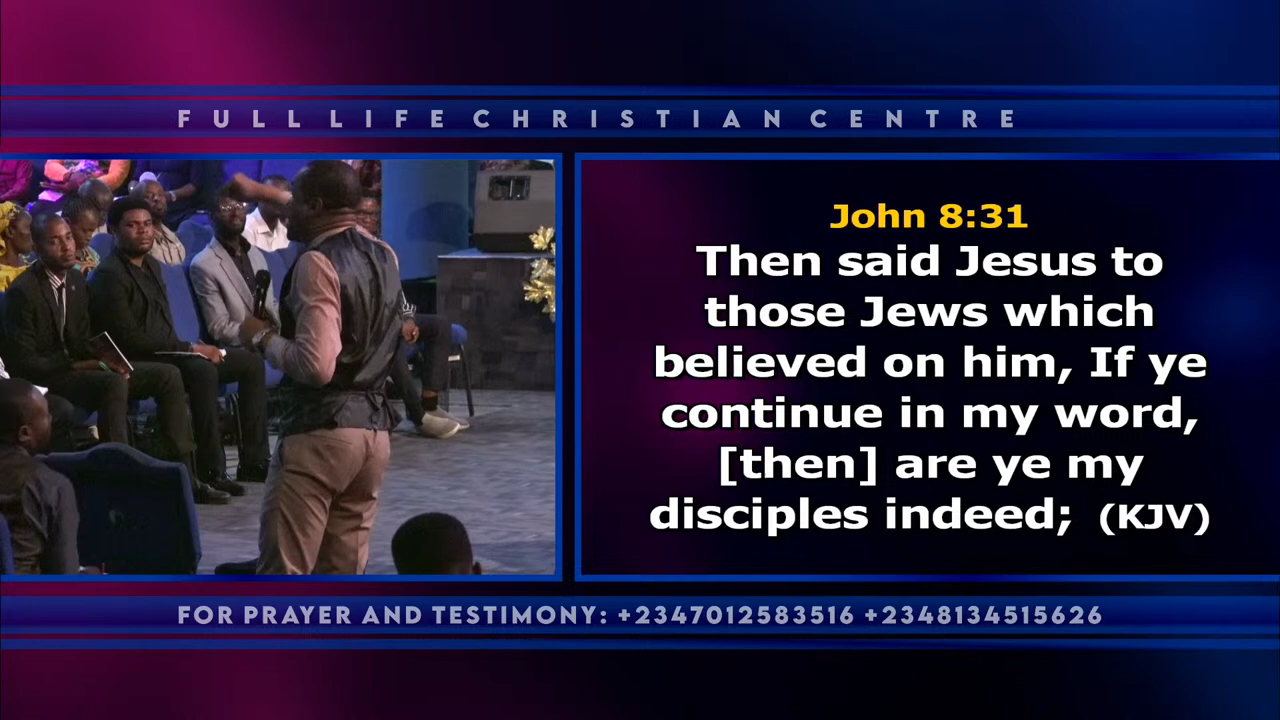 FULL LIFE CHRISTIAN CENTRE
John 8:31
Then said Jesus to
those Jews which
believed on him, If ye
continue in my word,
[then] are ye my
disciples indeed; (KJV)
FOR PRAYER AND TESTIMONY: +2347012583516 +2348134515626